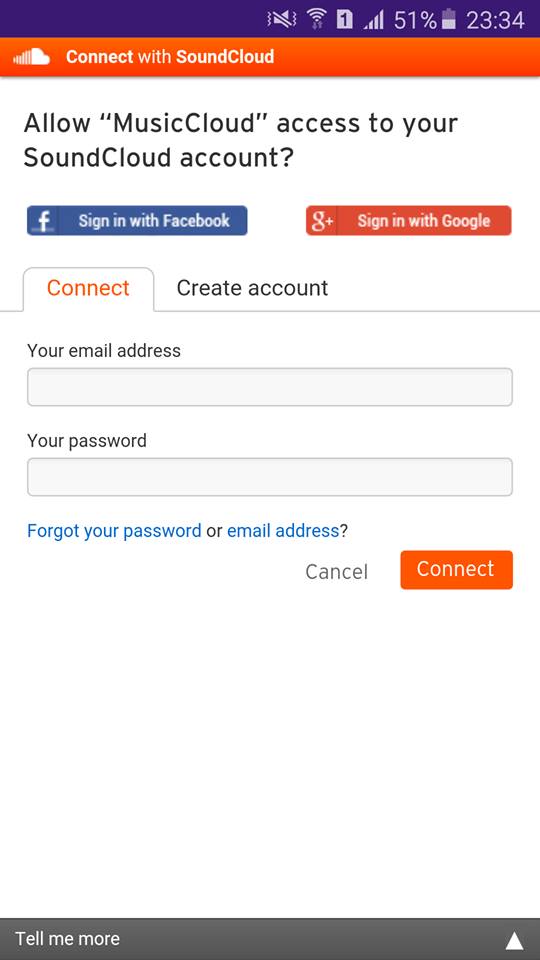 1 51% 23:34
Connect with SoundCloud
Allow “MusicCloud” access to your
SoundCloud account?
f Sign in with Facebook
g+ Sign in with Google
Connect
Create account
Your email address
Your password
Forgot your password or email address?
Cancel
Connect
Tell me more